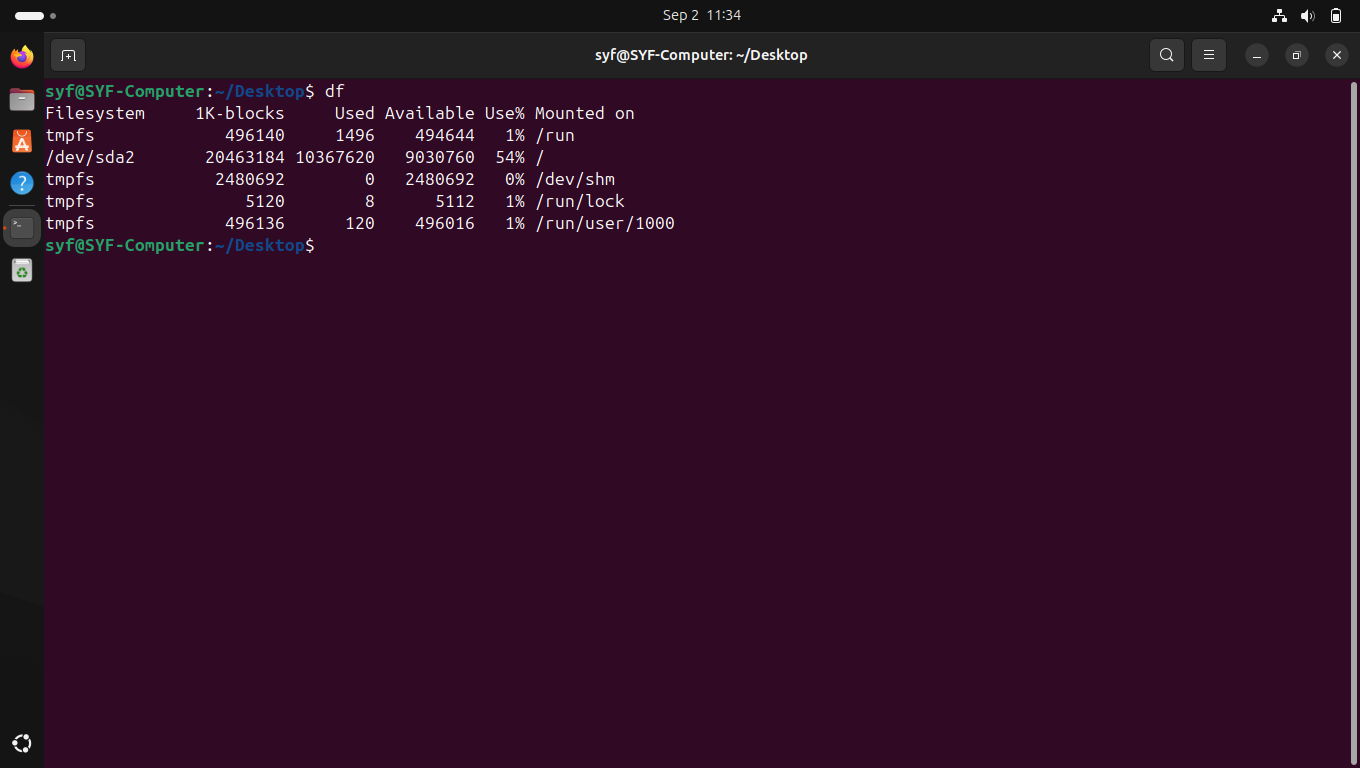 Sep 2 11:34
syf@SYF-Computer: ~/Desktop
syf@SYF-Computer:~/Desktop$ df
Filesystem     1K-blocks     Used Available Use% Mounted on
tmpfs             496140     1496    494644   1% /run
/dev/sda2       20463184 10367620   9030760  54% /
tmpfs            2480692        0   2480692   0% /dev/shm
tmpfs               5120        8      5112   1% /run/lock
tmpfs             496136      120    496016   1% /run/user/1000
syf@SYF-Computer:~/Desktop$